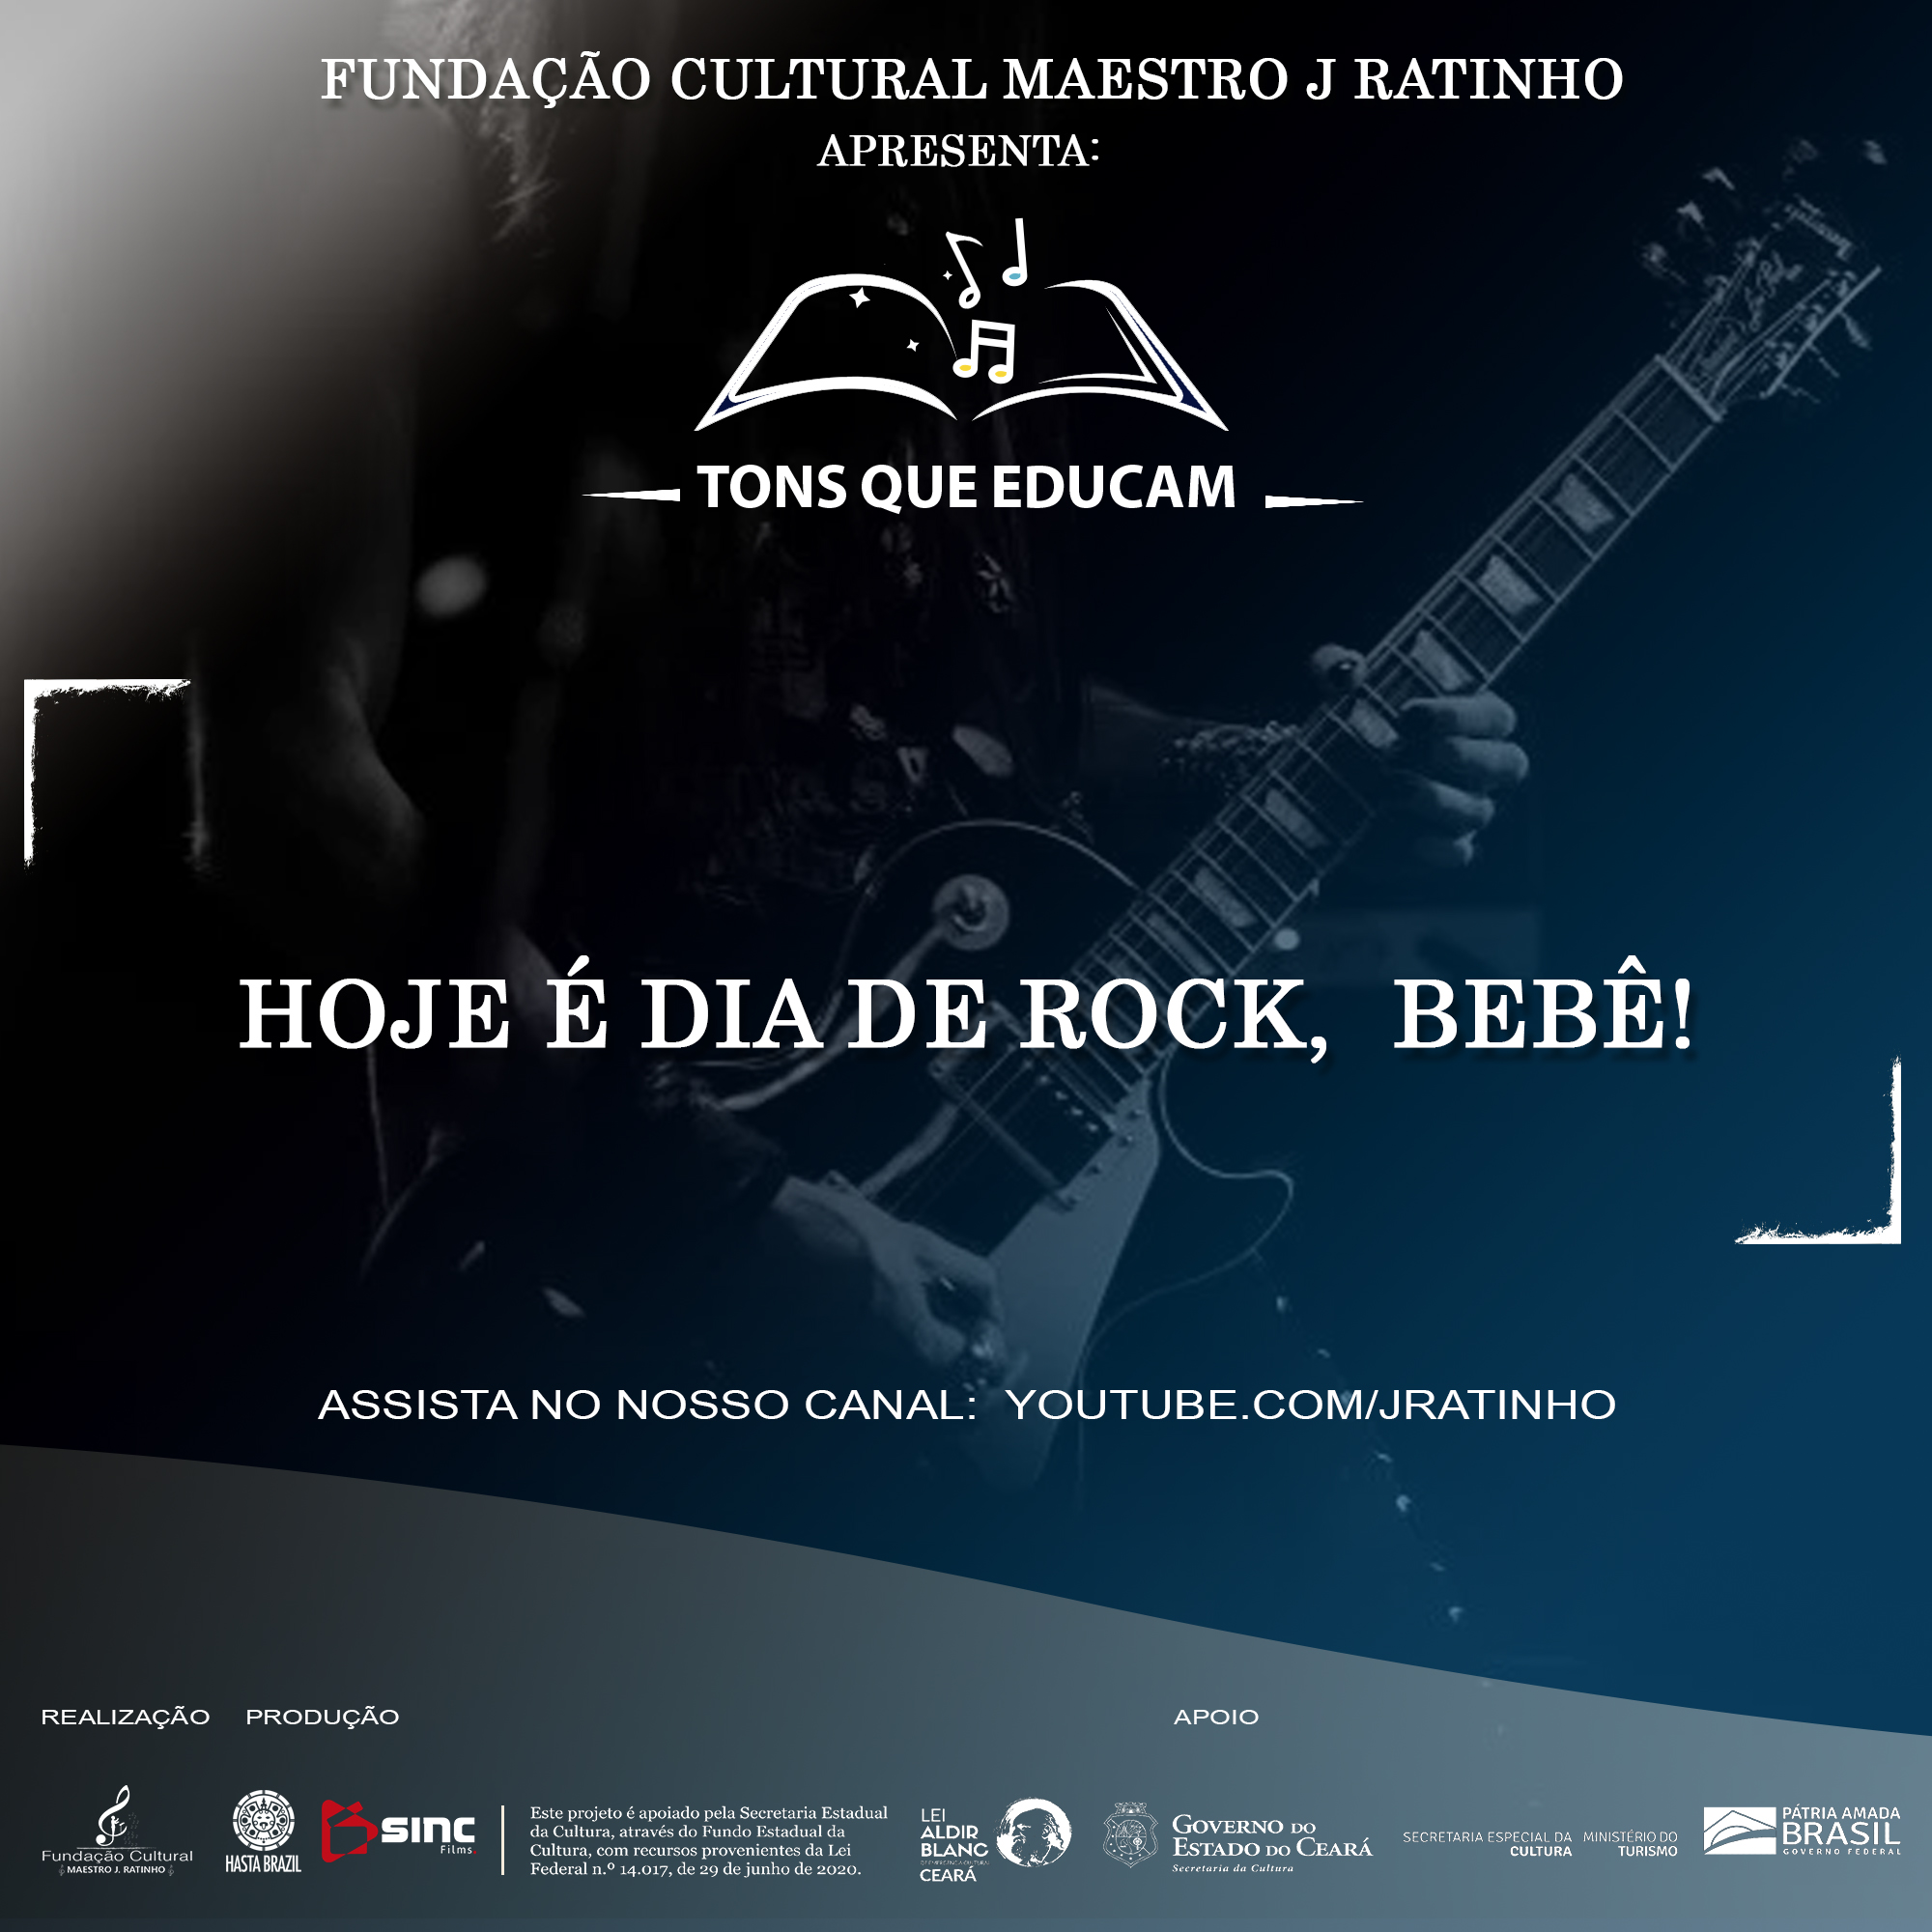 FUNDAÇÃO CULTURAL MAESTRO J RATINHO
APRESENTA:
TONS QUE EDUCAM
HOJE É DIA DE ROCK, BEBÊ!
ASSISTA NO NOSSO CANAL: YOUTUBE.COM/JRATINHO
REALIZAÇÃO PRODUÇÃO APOIO
Fundação Cultural
MAESTRO J. RATINHO
HASTA BRAZIL
SINC
Films
Este projeto é apoiado pela Secretaria Estadual
da Cultura, através do Fundo Estadual da
Cultura, com recursos provenientes da Lei
Federal n.º 14.017, de 29 de junho de 2020.
LEI
ALDIR
BLANC
CEARÁ
GOVERNO DO
ESTADO DO CEARÁ
Secretaria da Cultura
SECRETARIA ESPECIAL DA
CULTURA
MINISTÉRIO DO
TURISMO
PÁTRIA AMADA
BRASIL
GOVERNO FEDERAL